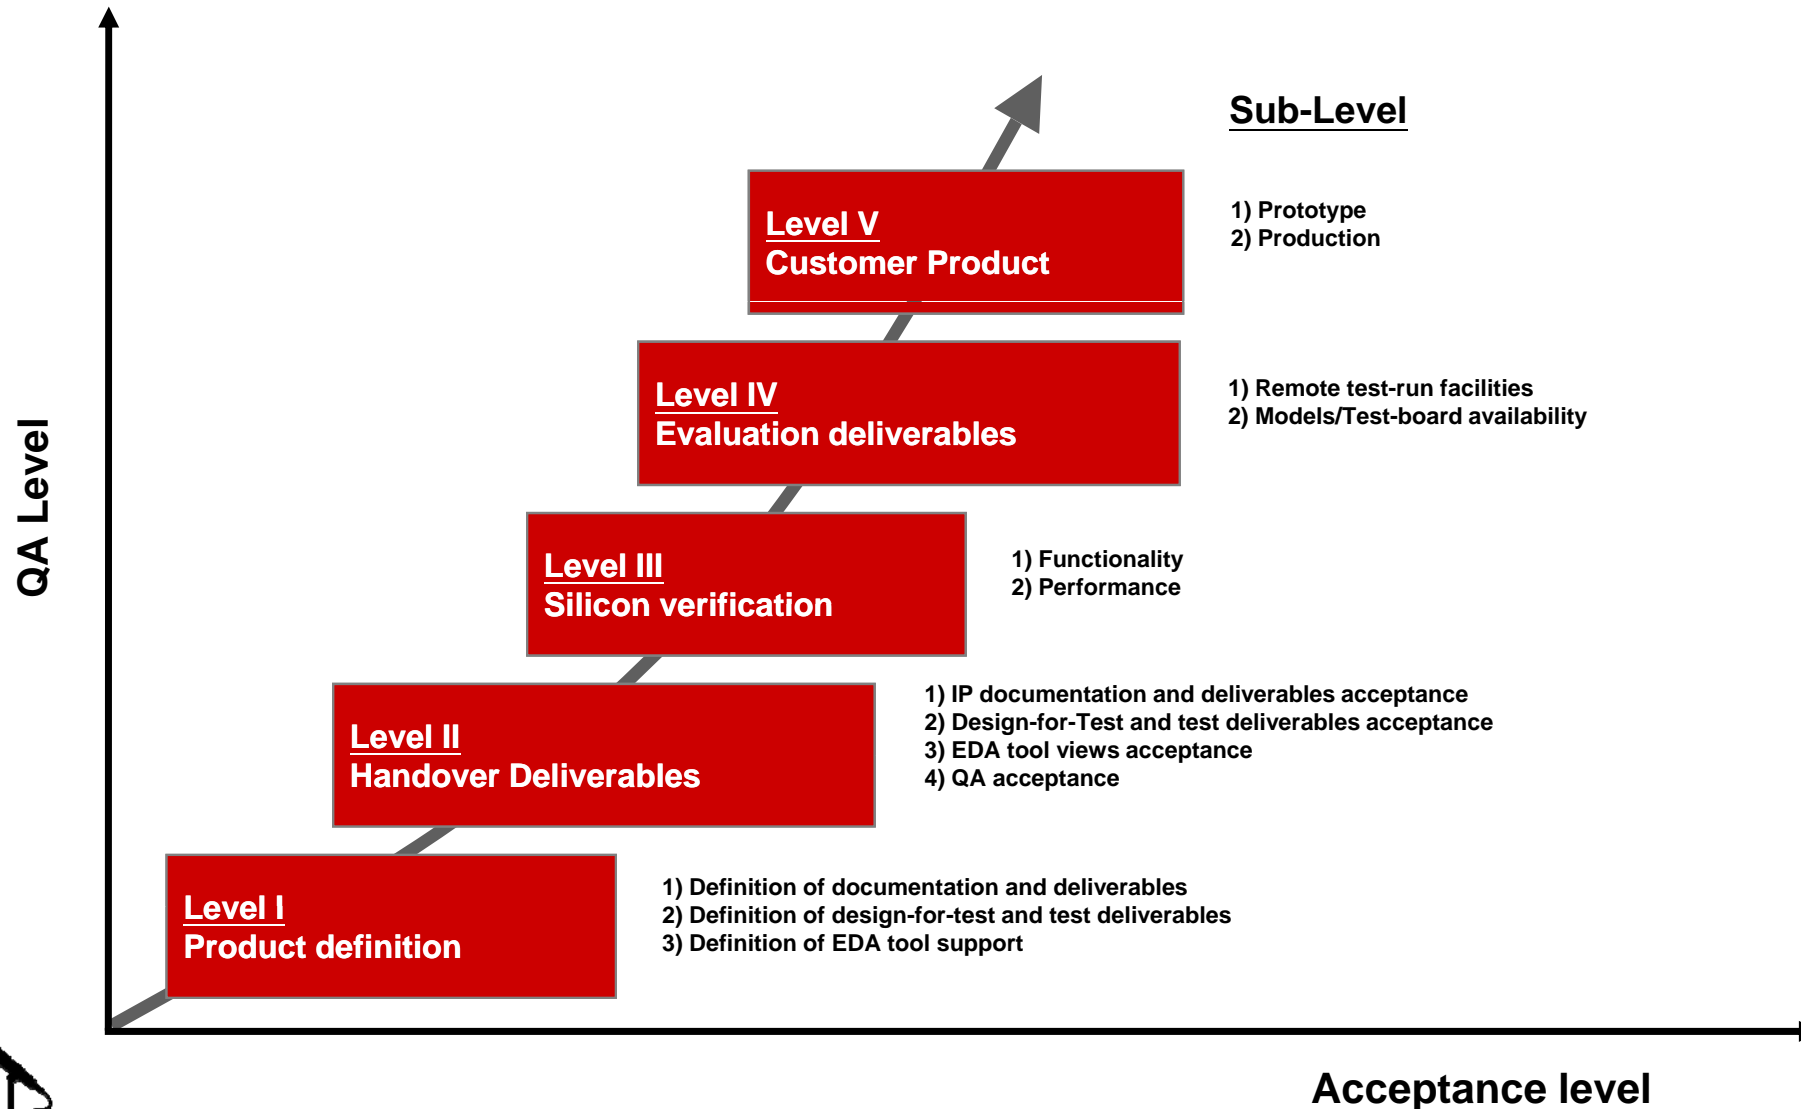 Sub-Level
Level V
Customer Product
1) Prototype
2) Production
Level IV
Evaluation deliverables
1) Remote test-run facilities
2) Models/Test-board availability
QA Level
Level III
Silicon verification
1) Functionality
2) Performance
Level II
Handover Deliverables
1) IP documentation and deliverables acceptance
2) Design-for-Test and test deliverables acceptance
3) EDA tool views acceptance
4) QA acceptance
Level I
Product definition
1) Definition of documentation and deliverables
2) Definition of design-for-test and test deliverables
3) Definition of EDA tool support
Acceptance level